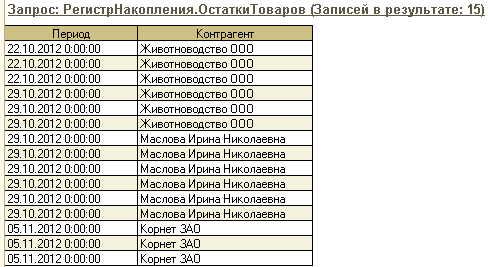 Запрос: РегистрНакопления.ОстаткиТоваров (Записей в результате: 15)
Период Контрагент
22.10.2012 0:00:00 Животноводство ООО
22.10.2012 0:00:00 Животноводство ООО
22.10.2012 0:00:00 Животноводство ООО
29.10.2012 0:00:00 Животноводство ООО
29.10.2012 0:00:00 Животноводство ООО
29.10.2012 0:00:00 Животноводство ООО
29.10.2012 0:00:00 Маслова Ирина Николаевна
29.10.2012 0:00:00 Маслова Ирина Николаевна
29.10.2012 0:00:00 Маслова Ирина Николаевна
29.10.2012 0:00:00 Маслова Ирина Николаевна
29.10.2012 0:00:00 Маслова Ирина Николаевна
29.10.2012 0:00:00 Маслова Ирина Николаевна
05.11.2012 0:00:00 Корнет ЗАО
05.11.2012 0:00:00 Корнет ЗАО
05.11.2012 0:00:00 Корнет ЗАО